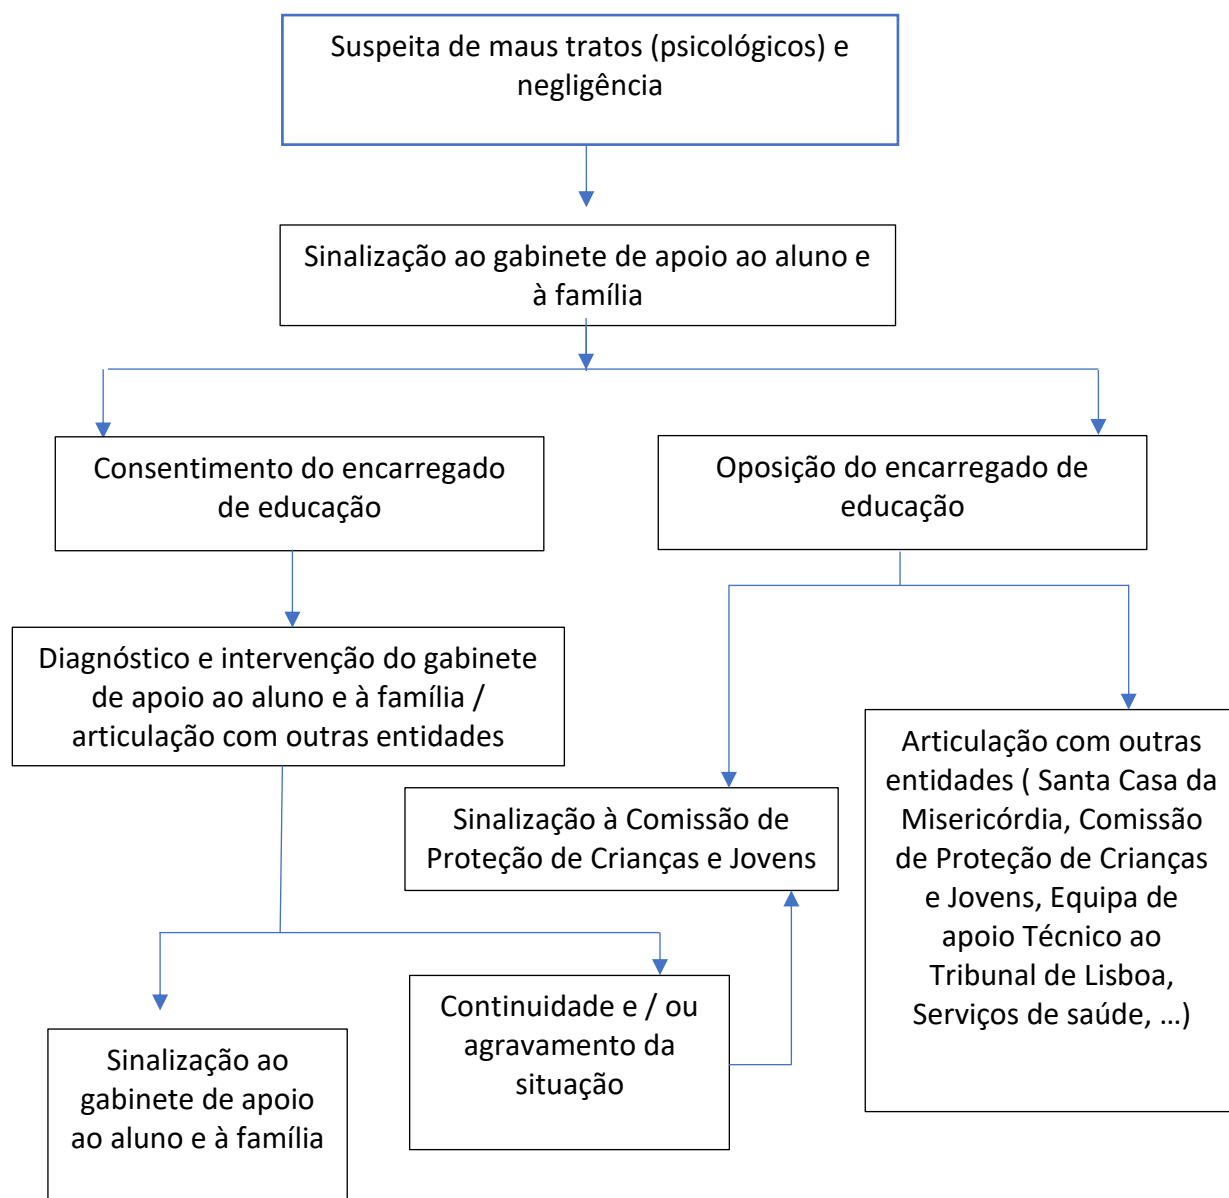 Suspeita de maus tratos (psicológicos) e
negligência
Sinalização ao gabinete de apoio ao aluno e
à família
Consentimento do encarregado
de educação
Oposição do encarregado de
educação
Diagnóstico e intervenção do gabinete
de apoio ao aluno e à família /
articulação com outras entidades
Sinalização à Comissão de
Proteção de Crianças e Jovens
Articulação com outras
entidades ( Santa Casa da
Misericórdia, Comissão
de Proteção de Crianças
e Jovens, Equipa de
apoio Técnico ao
Tribunal de Lisboa,
Serviços de saúde, …)
Sinalização ao
gabinete de apoio
ao aluno e à família
Continuidade e / ou
agravamento da
situação